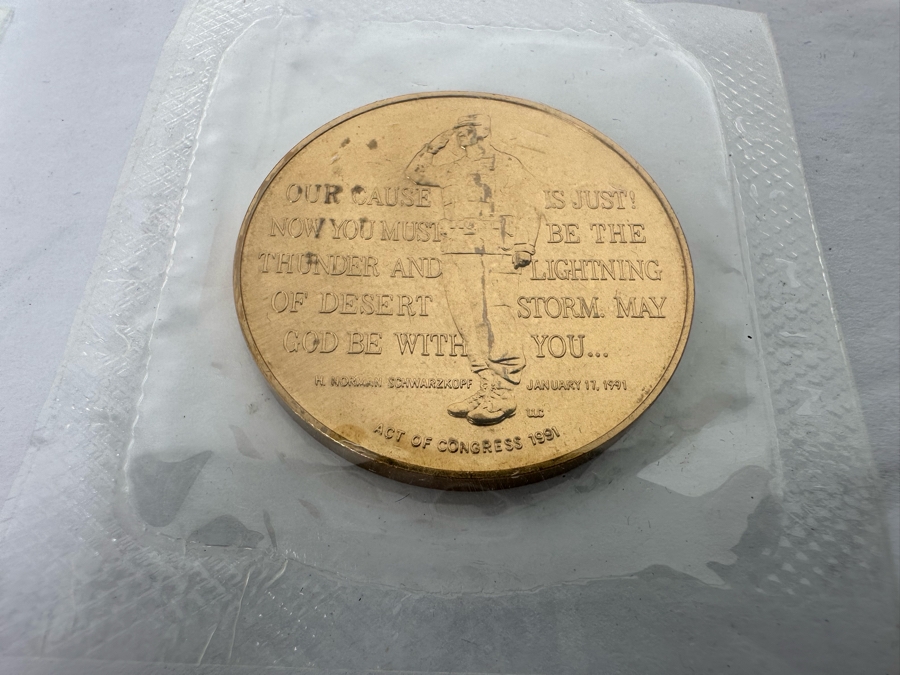 OUR CAUSE IS JUST!
NOW YOU MUST BE THE
THUNDER AND LIGHTNING
OF DESERT STORM. MAY
GOD BE WITH YOU...
H. NORMAN SCHWARZKOPF JANUARY 17, 1991
LLC
ACT OF CONGRESS 1991